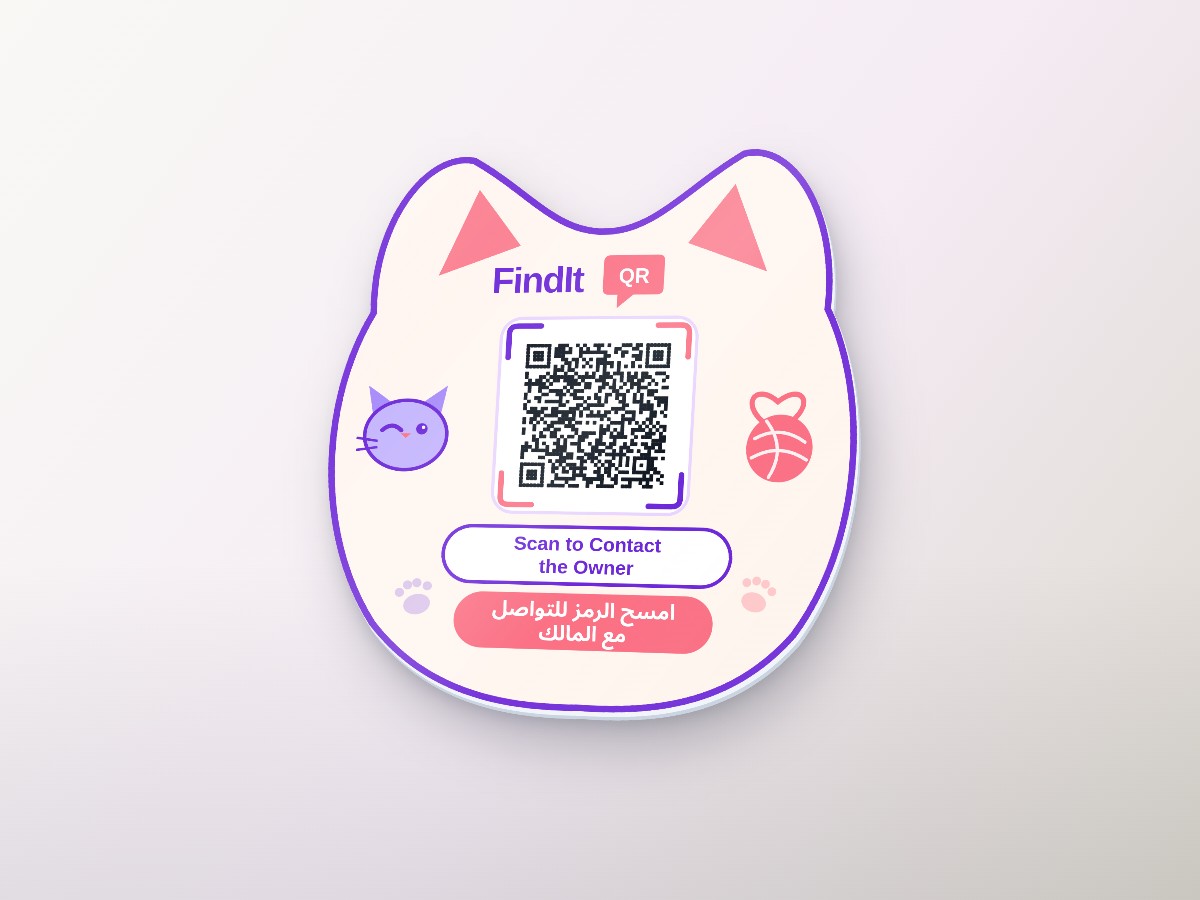 FindIt QR
Scan to Contact
the Owner
امسح الرمز للتواصل
مع المالك